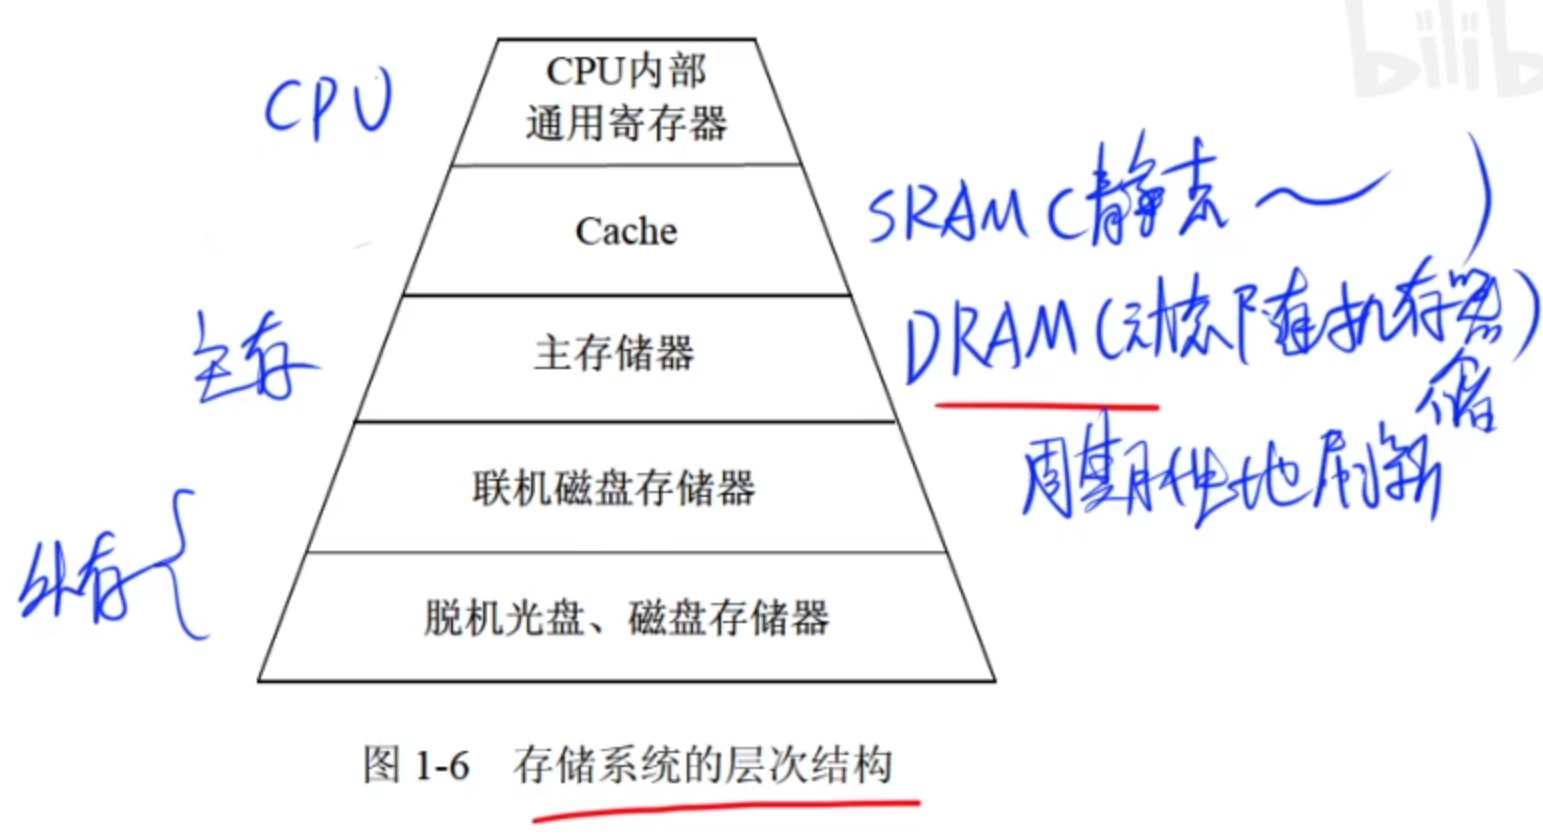 bilib
CPU
CPU内部
通用寄存器
Cache
SRAM（静态～）
主存
主存储器
DRAM（动态随机存储器）
周期性地刷新
联机磁盘存储器
外存
脱机光盘、磁盘存储器
图 1-6 存储系统的层次结构